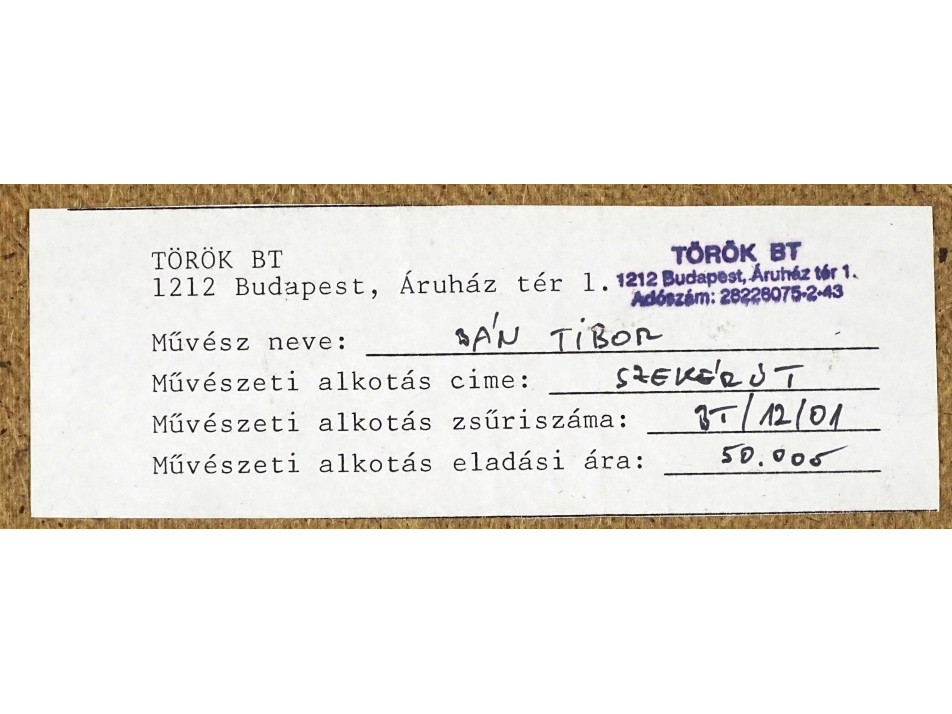 TÖRÖK BT
1212 Budapest, Áruház tér 1.
TÖRÖK BT
1212 Budapest, Áruház tér 1.
Adószám: 28228075-2-43
Művész neve: BÁN TIBOR
Művészeti alkotás cime: SZEKÉRÚT
Művészeti alkotás zsűriszáma: BT/12/01
Művészeti alkotás eladási ára: 50.000